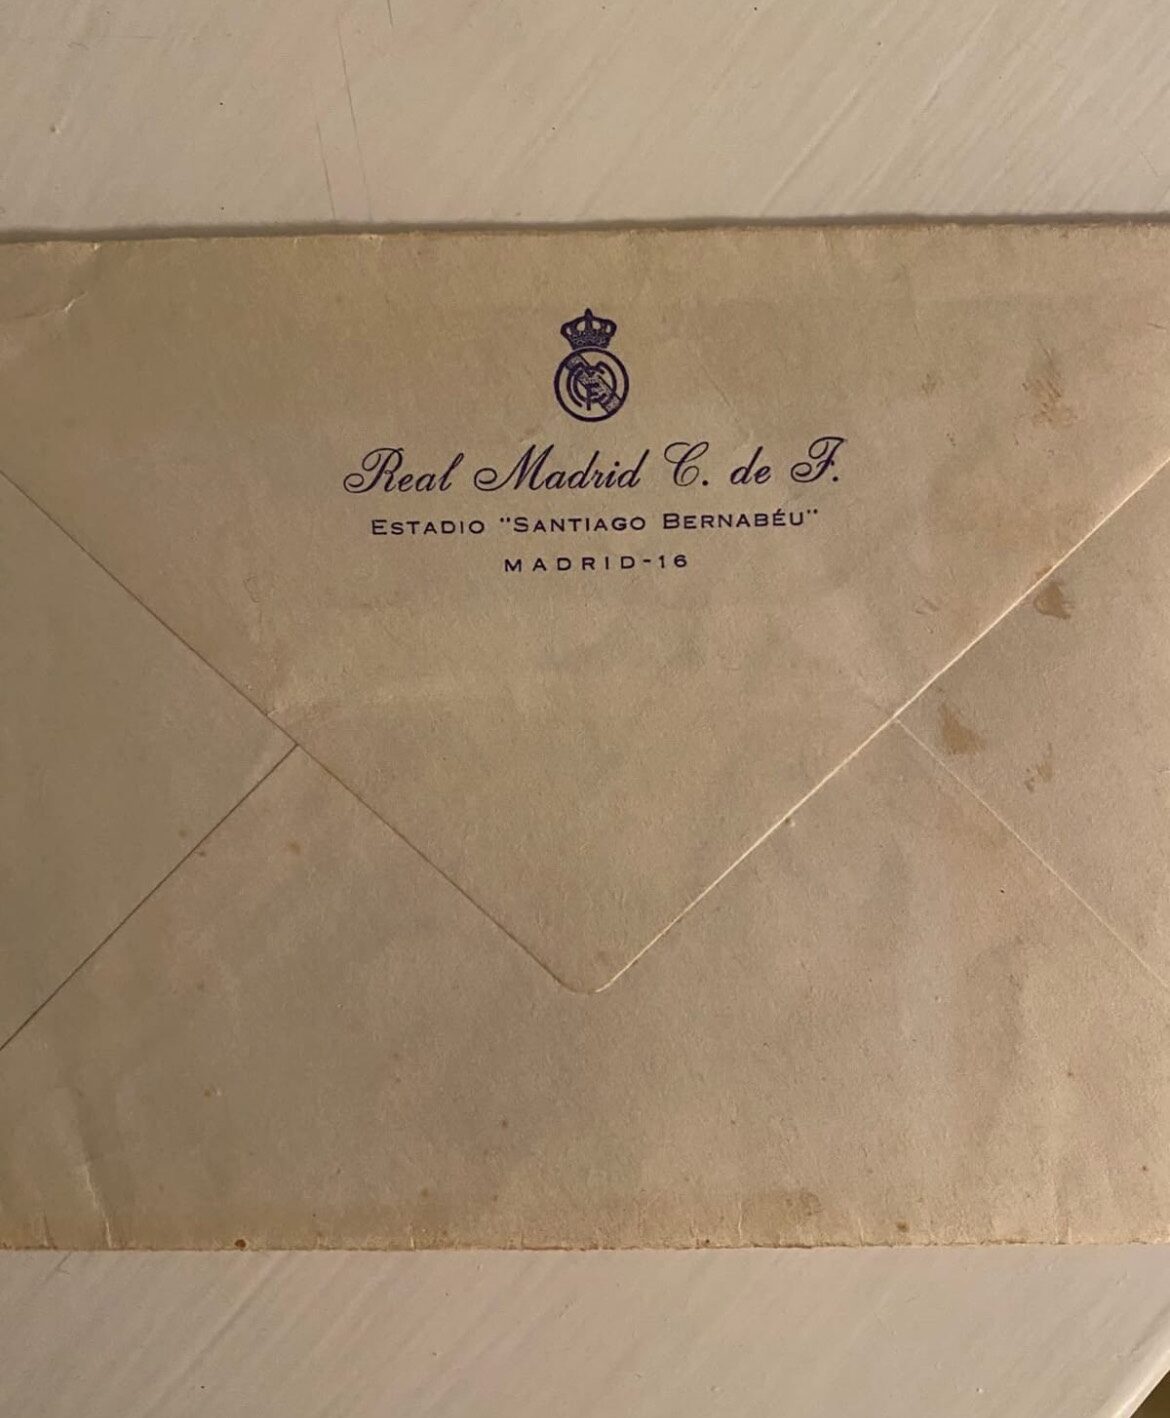 Real Madrid C. de F.
ESTADIO "SANTIAGO BERNABÉU"
MADRID-16